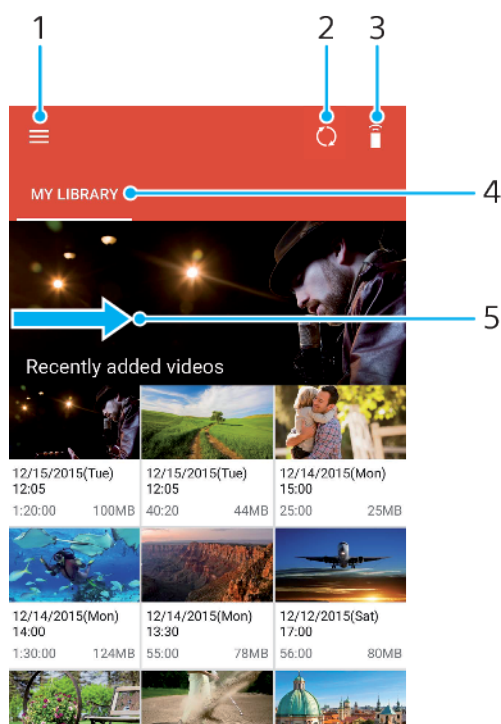 1 2 3
MY LIBRARY 4
5
Recently added videos
12/15/2015(Tue) 12/15/2015(Tue) 12/14/2015(Mon)
12:05 12:05 15:00
1:20:00 100MB 40:20 44MB 25:00 25MB
12/14/2015(Mon) 12/14/2015(Mon) 12/12/2015(Sat)
14:00 13:30 17:00
1:30:00 124MB 55:00 78MB 56:00 80MB